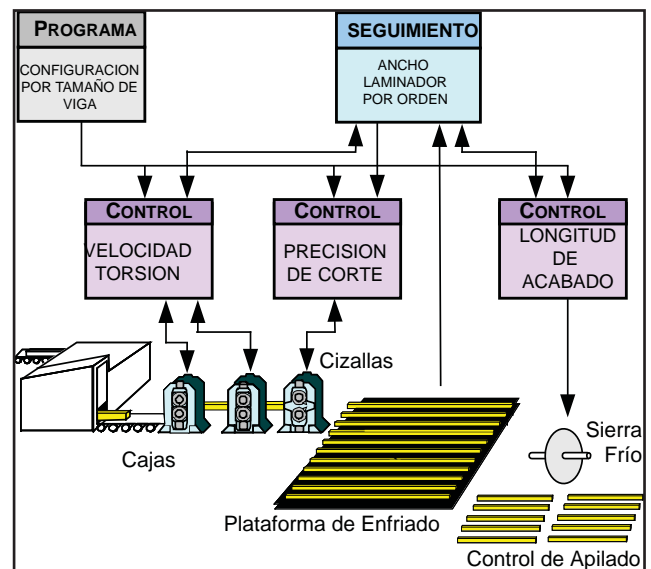 PROGRAMA
CONFIGURACION
POR TAMAÑO DE
VIGA
SEGUIMIENTO
ANCHO
LAMINADOR
POR ORDEN
CONTROL
VELOCIDAD
TORSION
CONTROL
PRECISION
DE CORTE
CONTROL
LONGITUD
DE
ACABADO
Cizallas
Cajas
Plataforma de Enfriado
Sierra
Frío
Control de Apilado